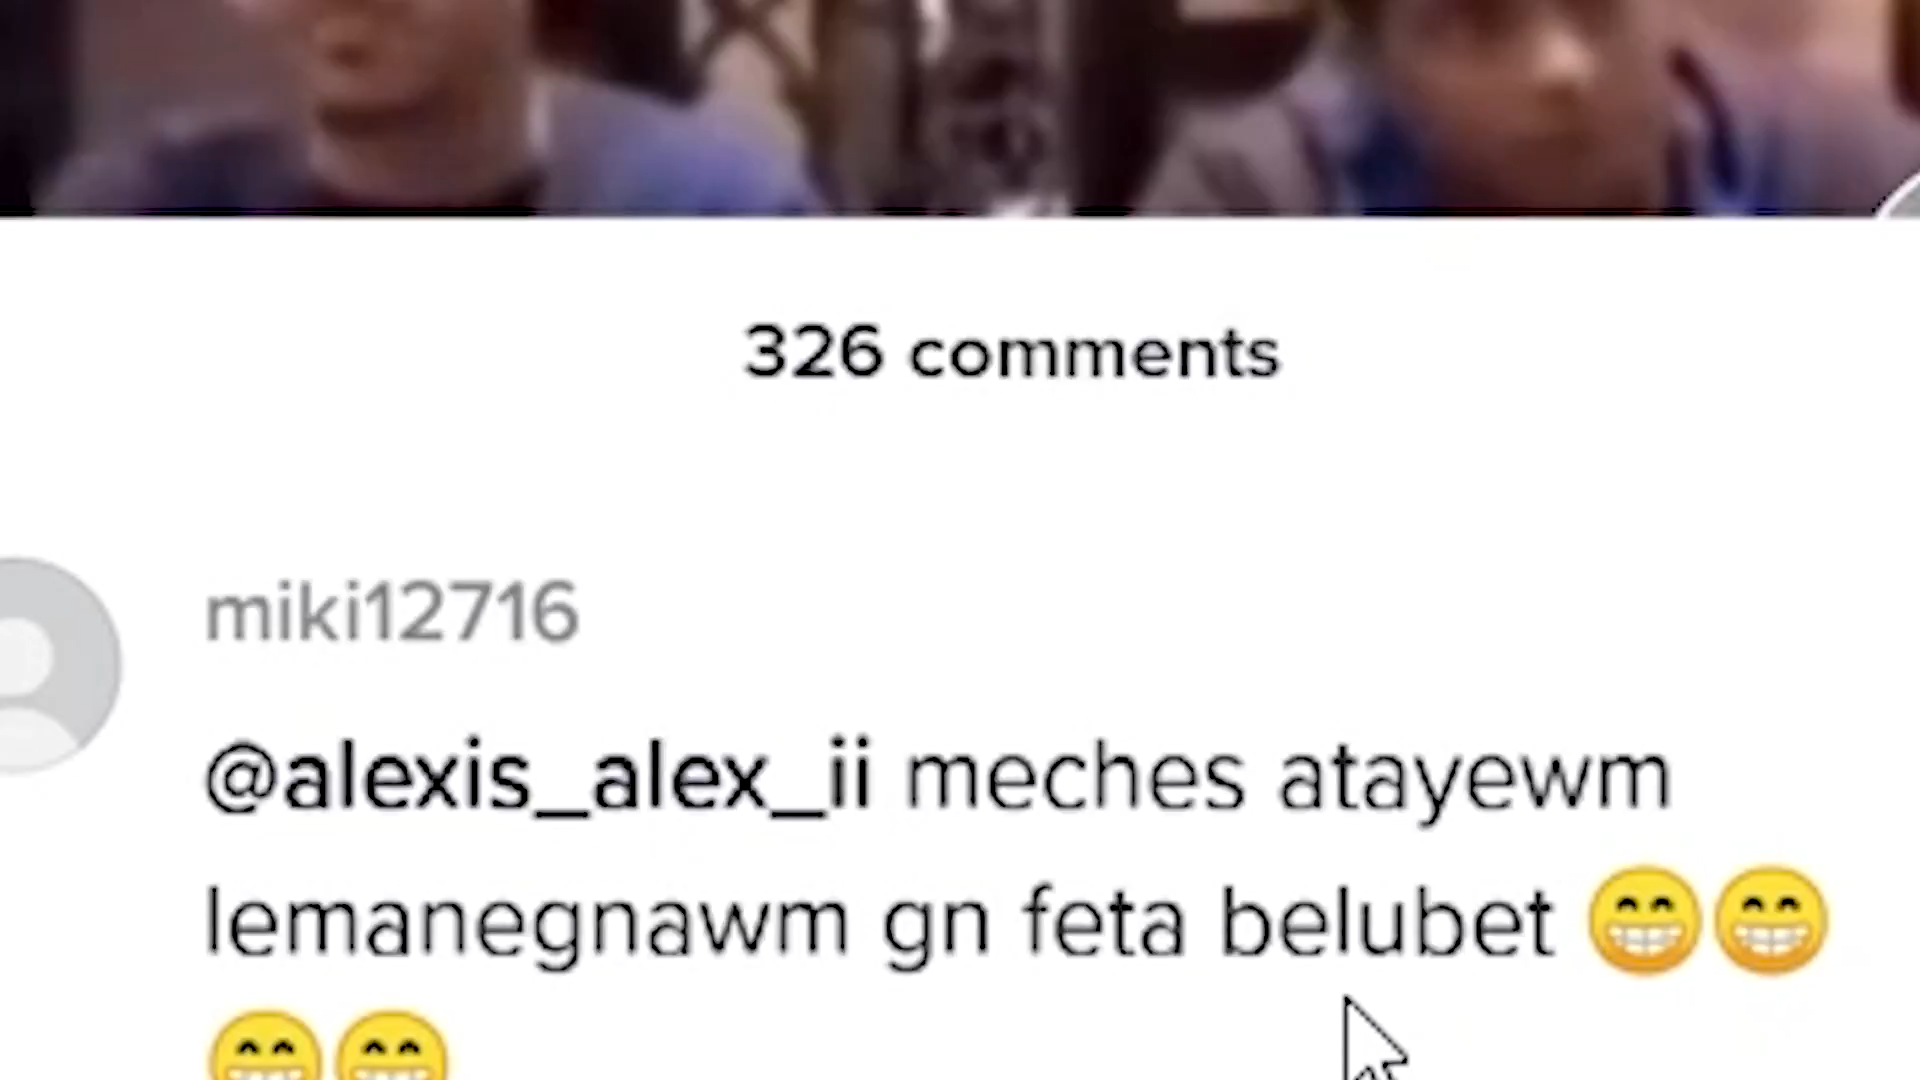 326 comments
miki12716
@alexis_alex_ii meches atayewm
lemanegnawm gn feta belubet 😁😁
😁😁